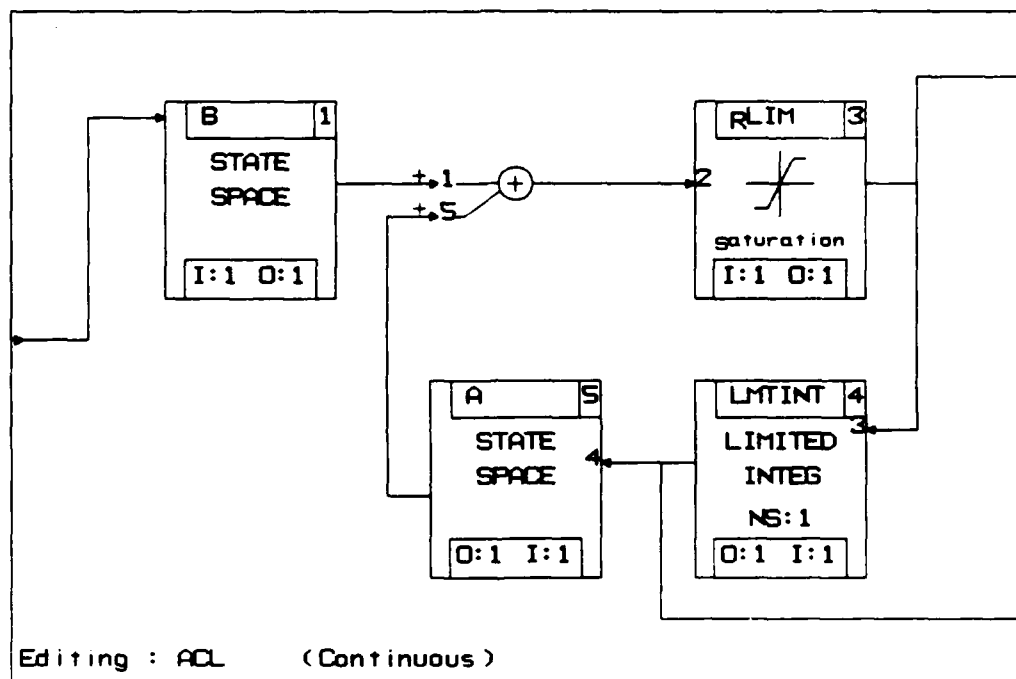 B 1
STATE
SPACE
I:1 O:1
+ 1
+ 5
+
RLIM 3
2
saturation
I:1 O:1
A 5
STATE
SPACE
4
O:1 I:1
LMTINT 4
3
LIMITED
INTEG
NS:1
O:1 I:1
Editing : ACL (Continuous)